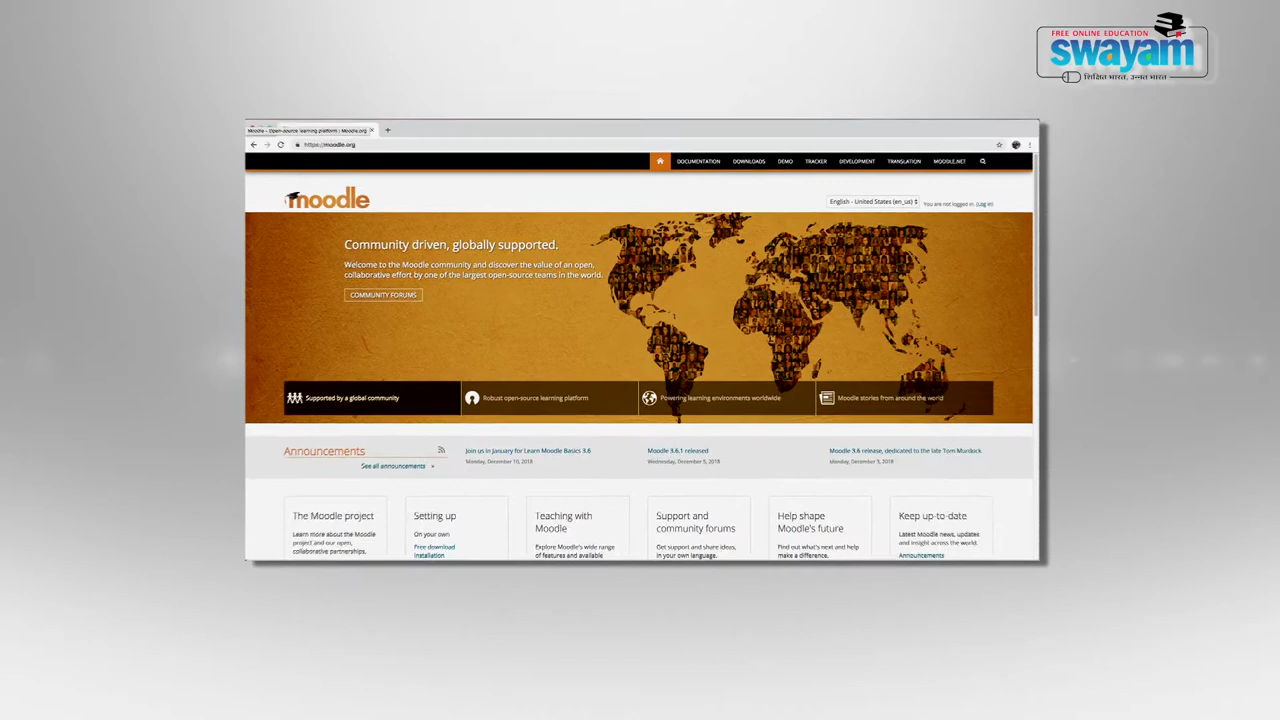 FREE ONLINE EDUCATION
swayam
शिक्षित भारत, उन्नत भारत
Moodle - Open-source learning platform | Moodle.org
https://moodle.org
DOCUMENTATION DOWNLOADS DEMO TRACKER DEVELOPMENT TRANSLATION MOODLE.NET
moodle
English - United States (en_us)
You are not logged in. (Log in)
Community driven, globally supported.
Welcome to the Moodle community and discover the value of an open,
collaborative effort by one of the largest open-source teams in the world.
COMMUNITY FORUMS
Supported by a global community
Robust open-source learning platform
Powering learning environments worldwide
Moodle stories from around the world
Announcements
See all announcements
Join us in January for Learn Moodle Basics 3.6
Monday, December 10, 2018
Moodle 3.6.1 released
Wednesday, December 5, 2018
Moodle 3.6 release, dedicated to the late Tom Murdock
Monday, December 3, 2018
The Moodle project
Learn more about the Moodle
project and our open,
collaborative partnerships.
Setting up
On your own
Free download
Installation
Teaching with
Moodle
Explore Moodle's wide range
of features and available
Support and
community forums
Get support and share ideas,
in your own language.
Help shape
Moodle's future
Find out what's next and help
make a difference.
Keep up-to-date
Latest Moodle news, updates
and insight across the world.
Announcements